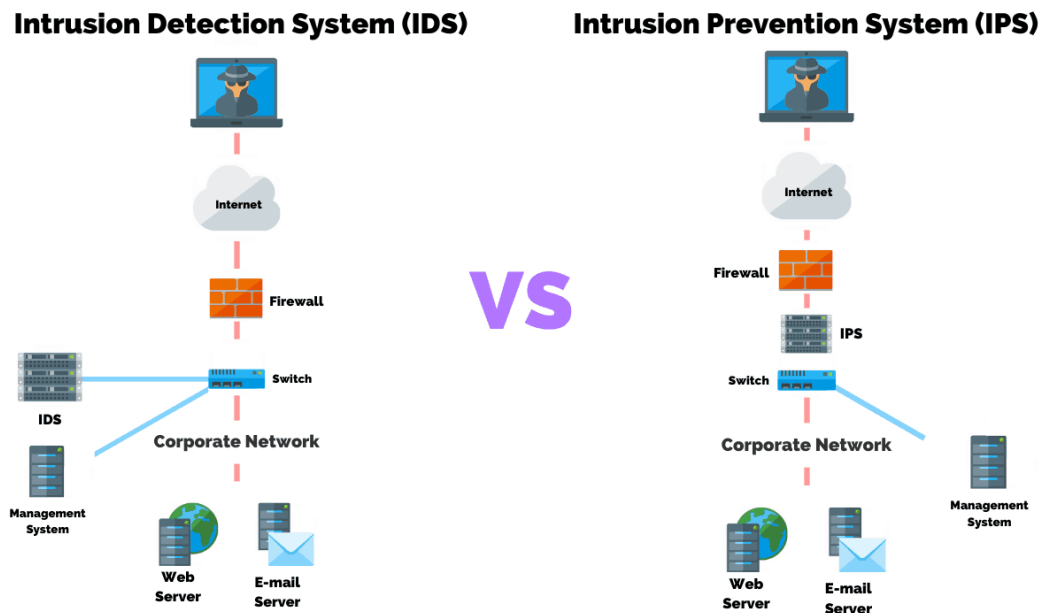 Intrusion Detection System (IDS)
Internet
Firewall
Switch
IDS
Corporate Network
Management
System
Web
Server
E-mail
Server
VS
Intrusion Prevention System (IPS)
Internet
Firewall
IPS
Switch
Corporate Network
Management
System
Web
Server
E-mail
Server